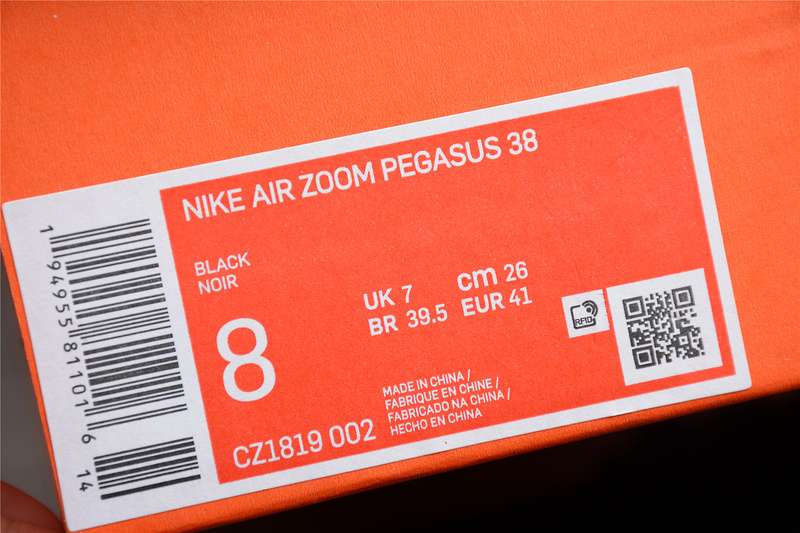 NIKE AIR ZOOM PEGASUS 38
BLACK
NOIR
8
UK 7
cm 26
BR 39.5
EUR 41
RFID
MADE IN CHINA /
FABRIQUE EN CHINE /
FABRICADO NA CHINA /
HECHO EN CHINA
CZ1819 002
1 94955 81101 6
14